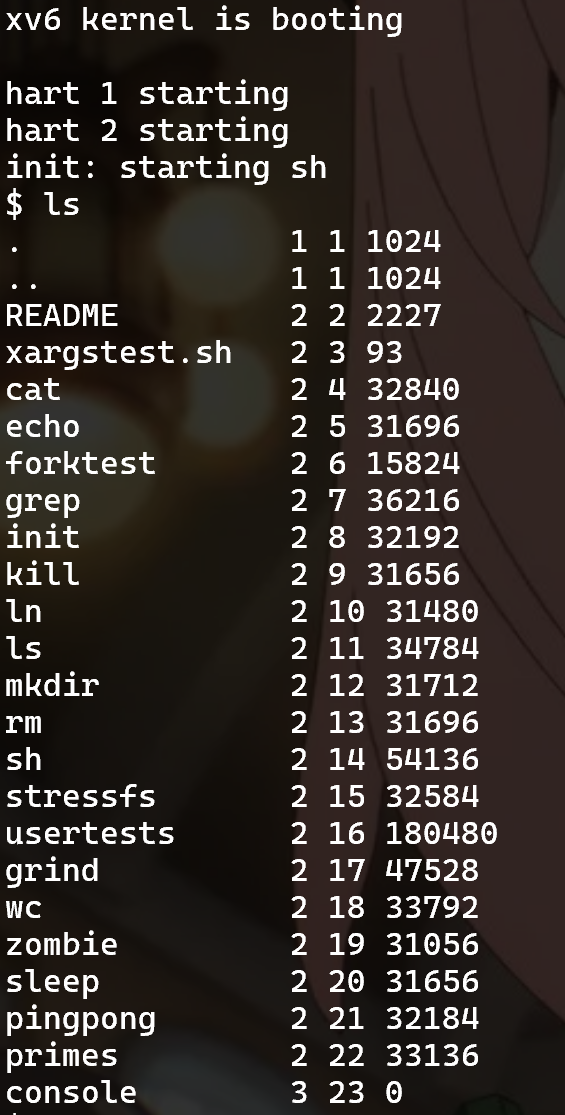 xv6 kernel is booting
hart 1 starting
hart 2 starting
init: starting sh
$ ls
. 1 1 1024
.. 1 1 1024
README 2 2 2227
xargstest.sh 2 3 93
cat 2 4 32840
echo 2 5 31696
forktest 2 6 15824
grep 2 7 36216
init 2 8 32192
kill 2 9 31656
ln 2 10 31480
ls 2 11 34784
mkdir 2 12 31712
rm 2 13 31696
sh 2 14 54136
stressfs 2 15 32584
usertests 2 16 180480
grind 2 17 47528
wc 2 18 33792
zombie 2 19 31056
sleep 2 20 31656
pingpong 2 21 32184
primes 2 22 33136
console 3 23 0